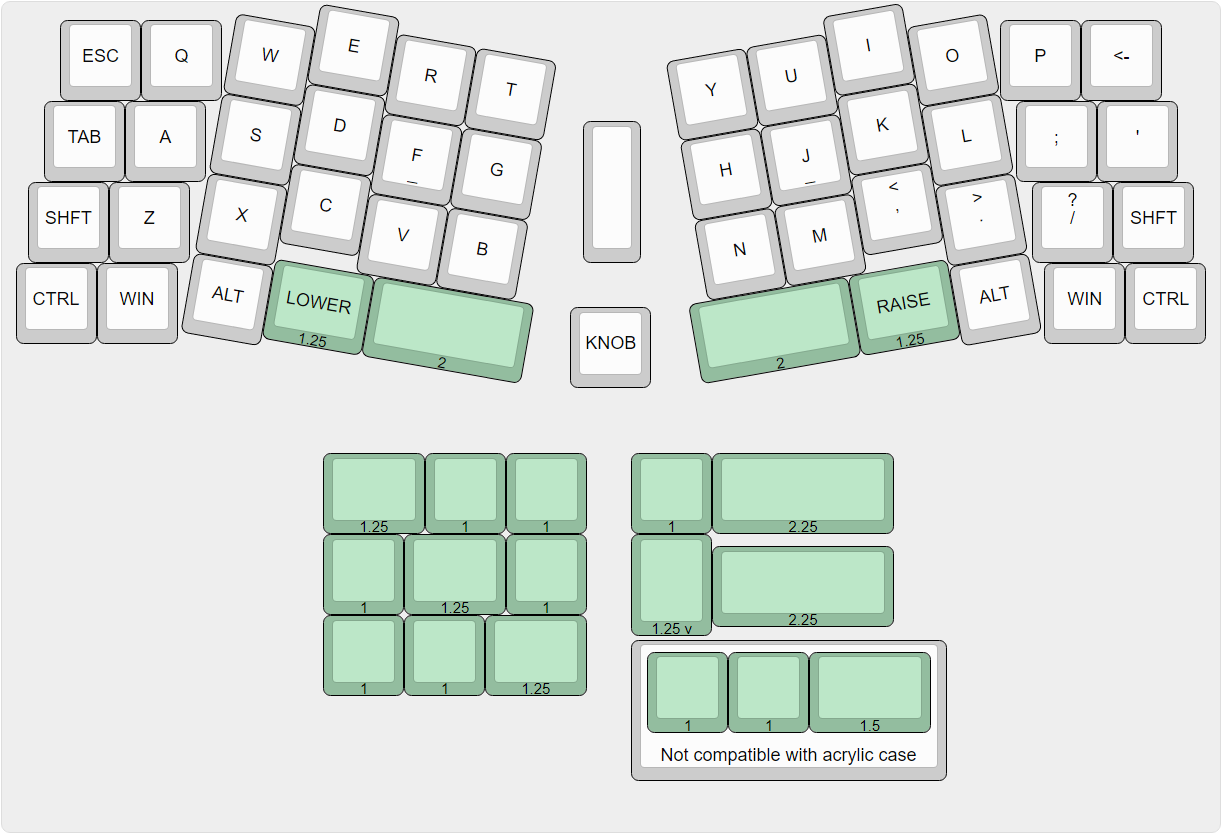 ESC Q W E R T Y U I O P <-
TAB A S D F G H J K L ; '
_ _
SHFT Z X C V B N M < > ? SHFT
, . /
CTRL WIN ALT LOWER RAISE ALT WIN CTRL
1.25 2 2 1.25
KNOB
1.25 1 1 1 2.25
1 1.25 1 1.25 v 2.25
1 1 1.25
1 1 1.5
Not compatible with acrylic case